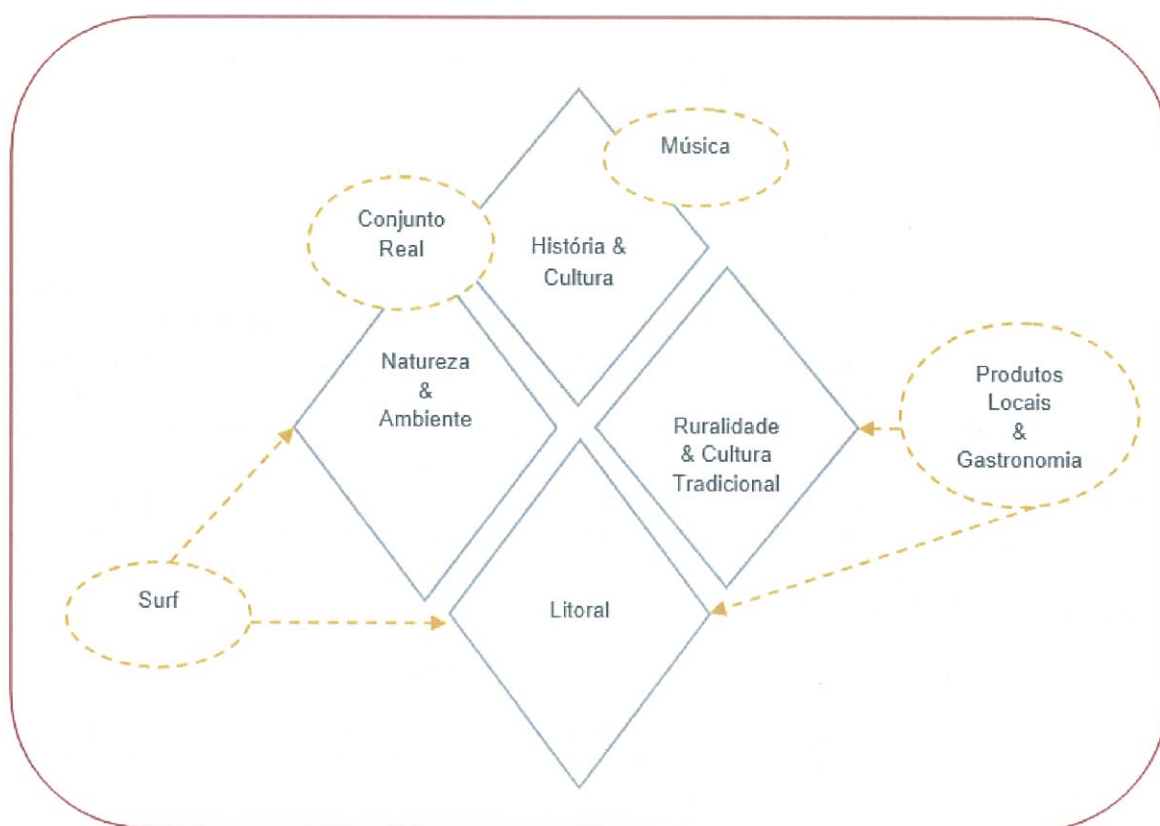 Música
Conjunto
Real
História &
Cultura
Natureza
&
Ambiente
Ruralidade
& Cultura
Tradicional
Produtos
Locais
&
Gastronomia
Surf
Litoral